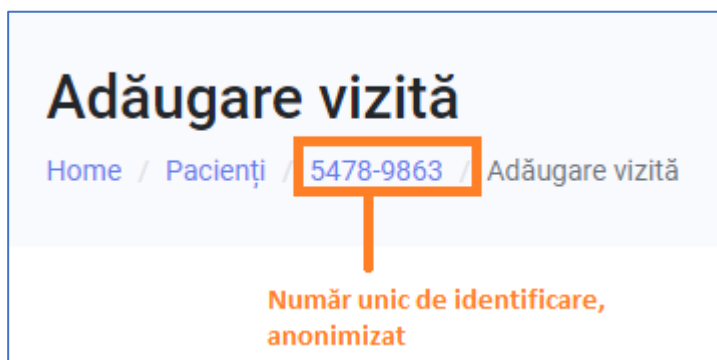 Adăugare vizită
Home / Pacienți / 5478-9863 / Adăugare vizită
Număr unic de identificare,
anonimizat